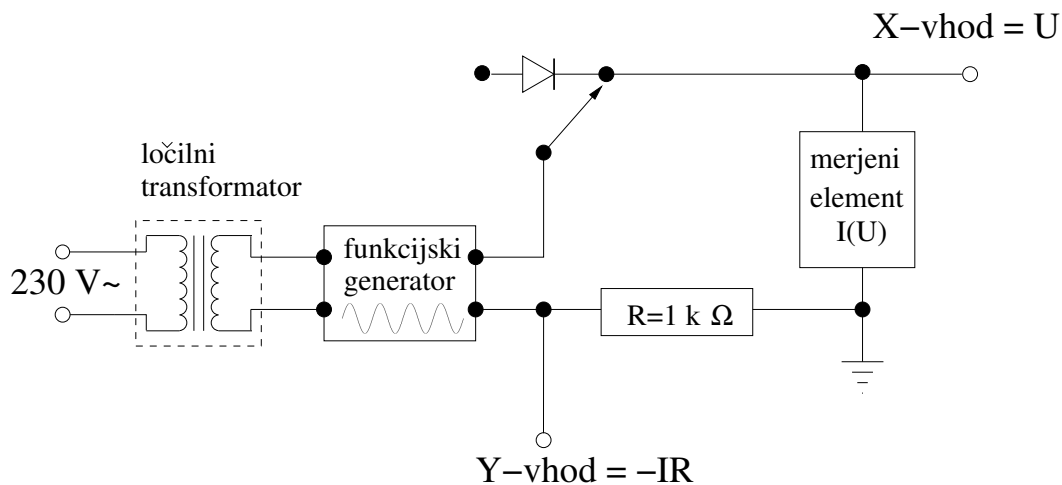 X−vhod = U
ločilni
transformator
merjeni
element
I(U)
funkcijski
generator
230 V~
R=1 k Ω
Y−vhod = −IR